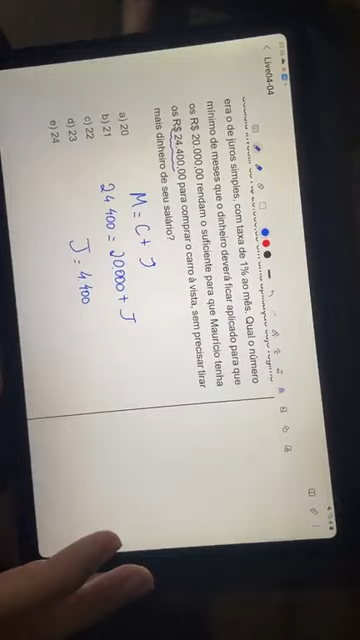 Live04-04
era o de juros simples, com taxa de 1% ao mês. Qual o número
mínimo de meses que o dinheiro deverá ficar aplicado para que
os R$ 20.000,00 rendam o suficiente para que Maurício tenha
os R$ 24.400,00 para comprar o carro à vista, sem precisar tirar
mais dinheiro de seu salário?
a) 20
b) 21
c) 22
d) 23
e) 24
M = C + J
24 400 = 20 000 + J
J = 4 400